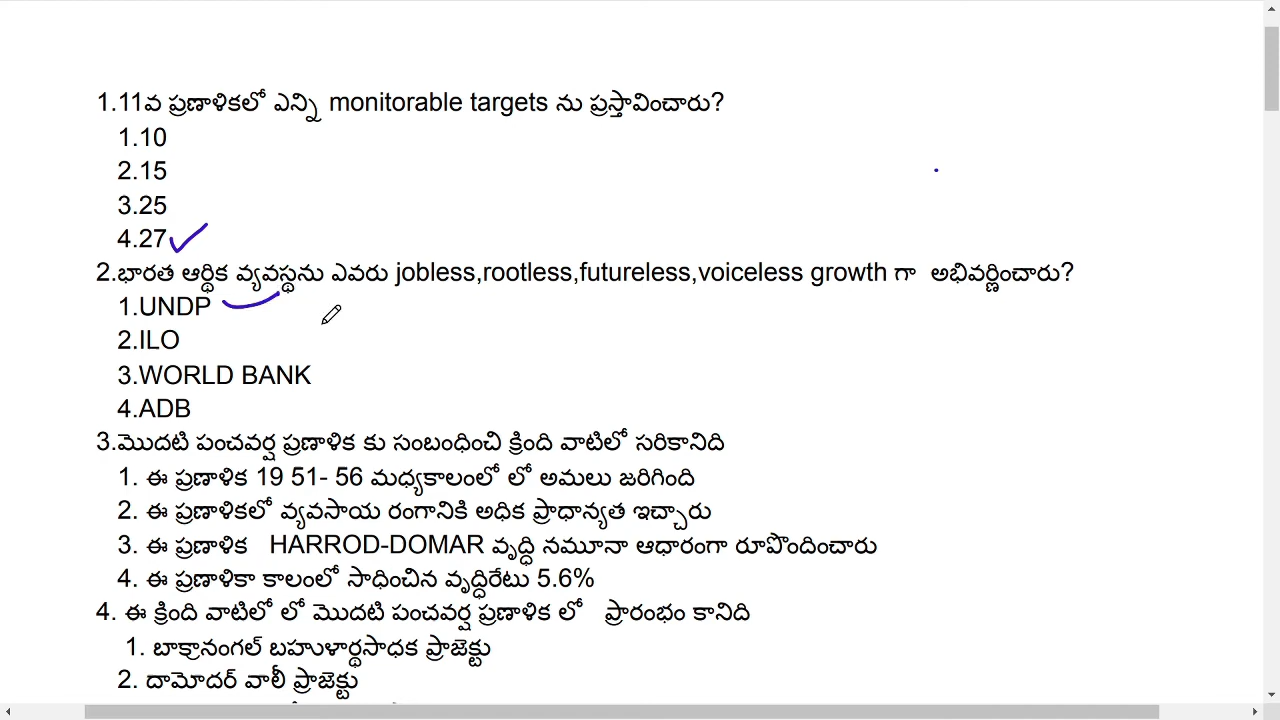 1.11వ ప్రణాళికలో ఎన్ని monitorable targets ను ప్రస్తావించారు?
1.10
2.15
3.25
4.27
2.భారత ఆర్థిక వ్యవస్థను ఎవరు jobless,rootless,futureless,voiceless growth గా అభివర్ణించారు?
1.UNDP
2.ILO
3.WORLD BANK
4.ADB
3.మొదటి పంచవర్ష ప్రణాళిక కు సంబంధించి క్రింది వాటిలో సరికానిది
1. ఈ ప్రణాళిక 19 51- 56 మధ్యకాలంలో లో అమలు జరిగింది
2. ఈ ప్రణాళికలో వ్యవసాయ రంగానికి అధిక ప్రాధాన్యత ఇచ్చారు
3. ఈ ప్రణాళిక HARROD-DOMAR వృద్ధి నమూనా ఆధారంగా రూపొందించారు
4. ఈ ప్రణాళికా కాలంలో సాధించిన వృద్ధిరేటు 5.6%
4. ఈ క్రింది వాటిలో లో మొదటి పంచవర్ష ప్రణాళిక లో ప్రారంభం కానిది
1. బాక్రానంగల్ బహుళార్థసాధక ప్రాజెక్టు
2. దామోదర్ వాలీ ప్రాజెక్టు